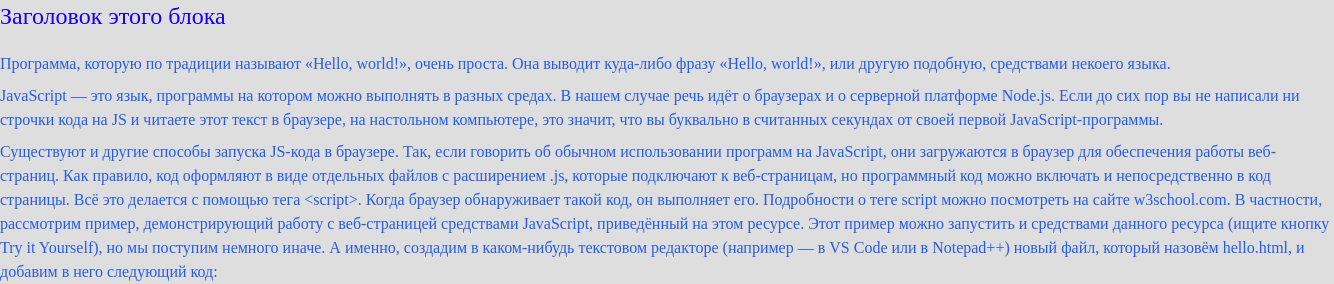 Заголовок этого блока
Программа, которую по традиции называют «Hello, world!», очень проста. Она выводит куда-либо фразу «Hello, world!», или другую подобную, средствами некоего языка.
JavaScript — это язык, программы на котором можно выполнять в разных средах. В нашем случае речь идёт о браузерах и о серверной платформе Node.js. Если до сих пор вы не написали ни
строчки кода на JS и читаете этот текст в браузере, на настольном компьютере, это значит, что вы буквально в считанных секундах от своей первой JavaScript-программы.
Существуют и другие способы запуска JS-кода в браузере. Так, если говорить об обычном использовании программ на JavaScript, они загружаются в браузер для обеспечения работы веб-
страниц. Как правило, код оформляют в виде отдельных файлов с расширением .js, которые подключают к веб-страницам, но программный код можно включать и непосредственно в код
страницы. Всё это делается с помощью тега <script>. Когда браузер обнаруживает такой код, он выполняет его. Подробности о теге script можно посмотреть на сайте w3school.com. В частности,
рассмотрим пример, демонстрирующий работу с веб-страницей средствами JavaScript, приведённый на этом ресурсе. Этот пример можно запустить и средствами данного ресурса (ищите кнопку
Try it Yourself), но мы поступим немного иначе. А именно, создадим в каком-нибудь текстовом редакторе (например — в VS Code или в Notepad++) новый файл, который назовём hello.html, и
добавим в него следующий код: